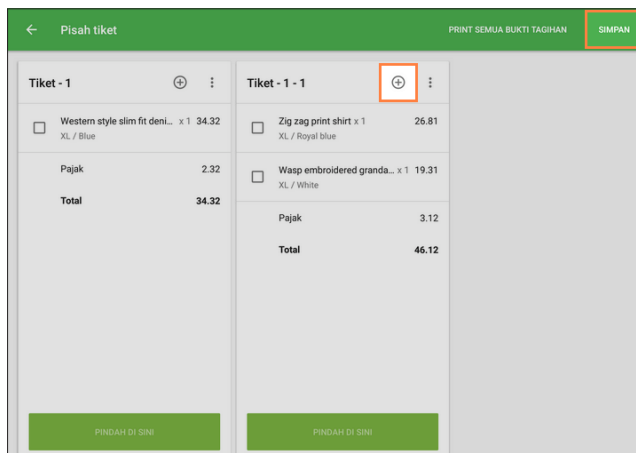 Pisah tiket
PRINT SEMUA BUKTI TAGIHAN
SIMPAN
Tiket - 1
Western style slim fit deni... x 1 34.32
XL / Blue
Pajak 2.32
Total 34.32
PINDAH DI SINI
Tiket - 1 - 1
Zig zag print shirt x 1 26.81
XL / Royal blue
Wasp embroidered granda... x 1 19.31
XL / White
Pajak 3.12
Total 46.12
PINDAH DI SINI